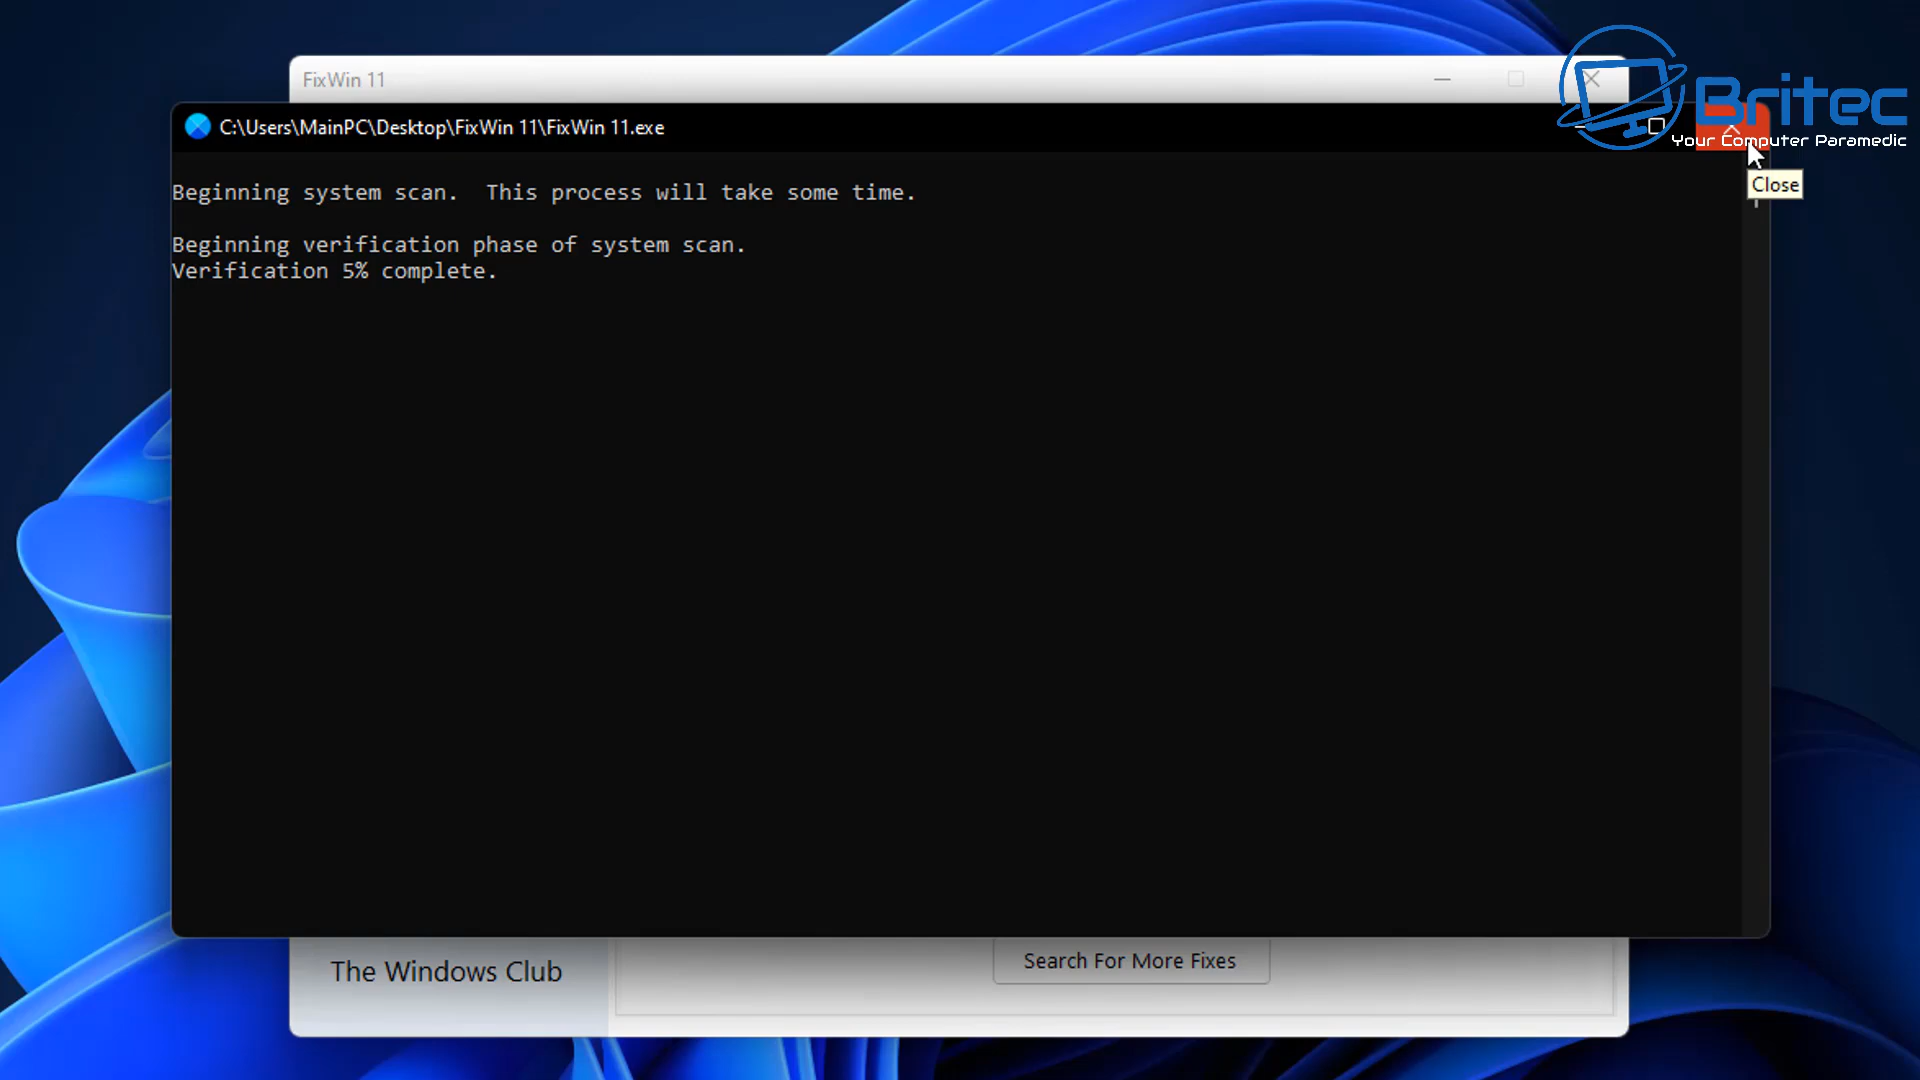 FixWin 11
Britec
Your Computer Paramedic
C:\Users\MainPC\Desktop\FixWin 11\FixWin 11.exe
Close
Beginning system scan.  This process will take some time.
Beginning verification phase of system scan.
Verification 5% complete.
Search For More Fixes
The Windows Club